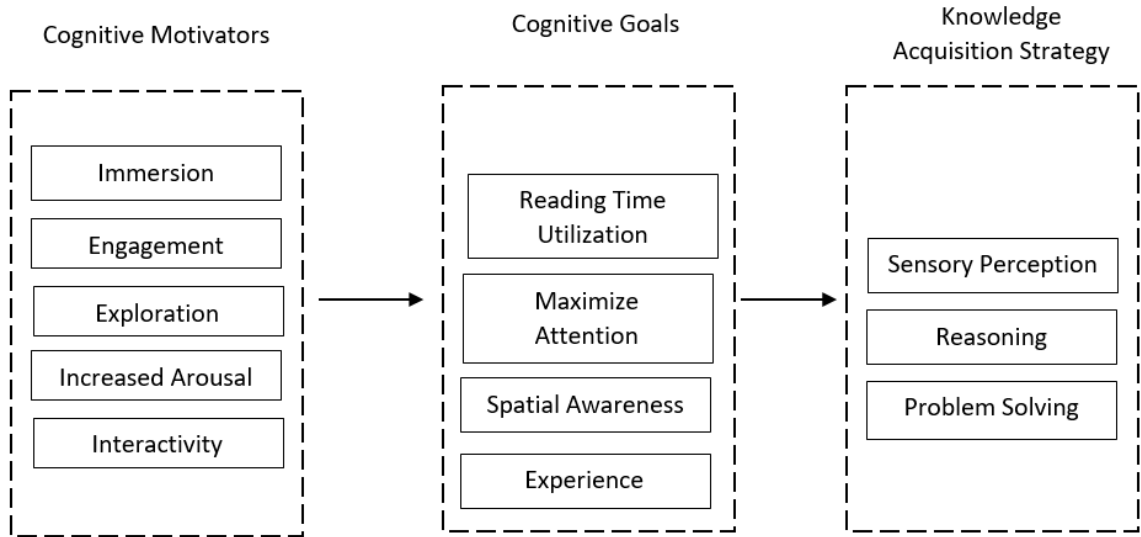 Cognitive Motivators
Immersion
Engagement
Exploration
Increased Arousal
Interactivity
Cognitive Goals
Reading Time
Utilization
Maximize
Attention
Spatial Awareness
Experience
Knowledge
Acquisition Strategy
Sensory Perception
Reasoning
Problem Solving